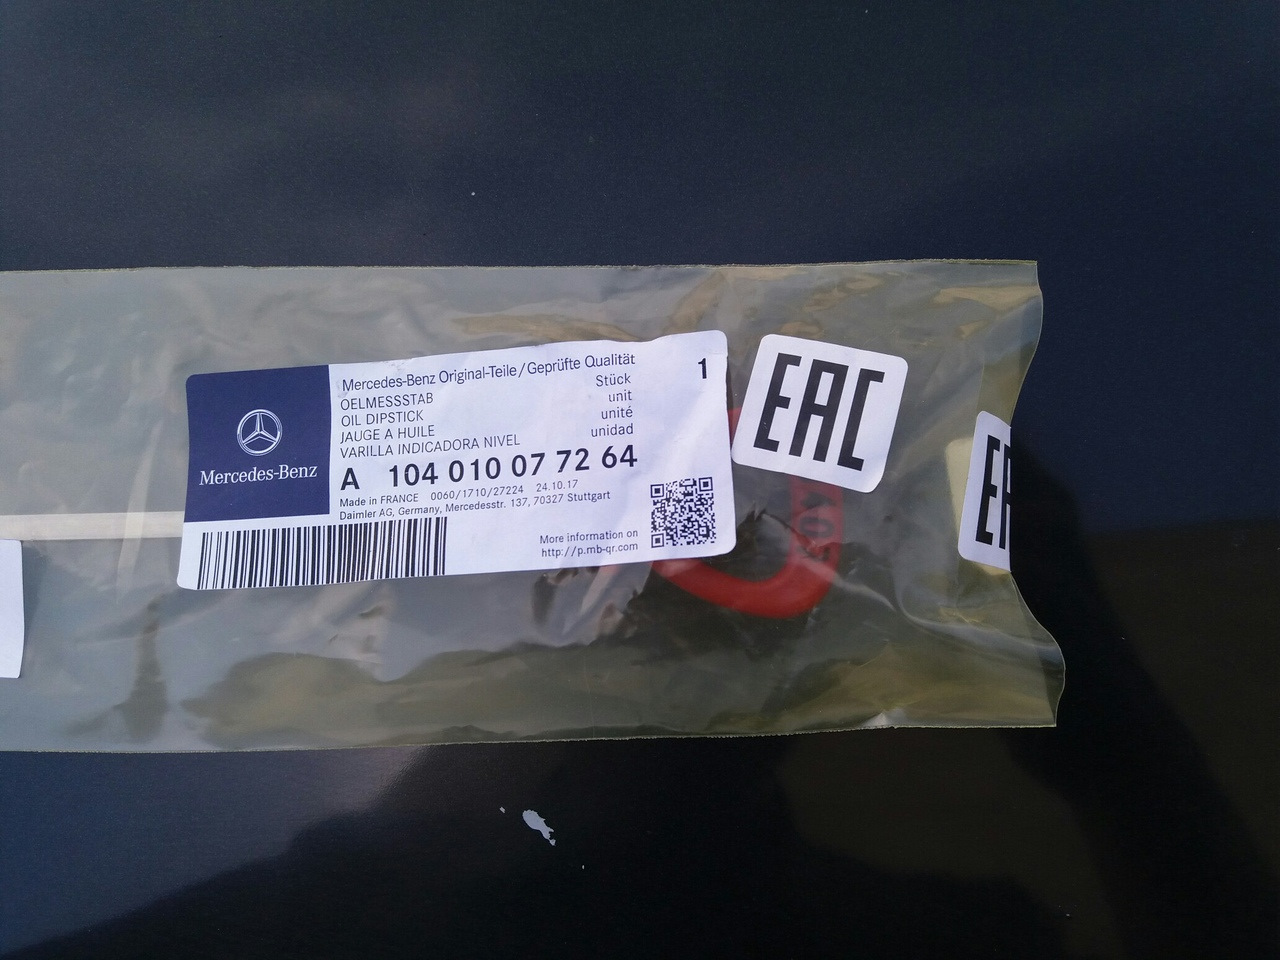 Mercedes-Benz
Mercedes-Benz Original-Teile/Geprüfte Qualität
1
OELMESSSTAB Stück
OIL DIPSTICK unit
JAUGE A HUILE unité
VARILLA INDICADORA NIVEL unidad
A 104 010 07 72 64
Made in FRANCE 0060/1710/27224 24.10.17
Daimler AG, Germany, Mercedesstr. 137, 70327 Stuttgart
More information on
http://p.mb-qr.com
EAC